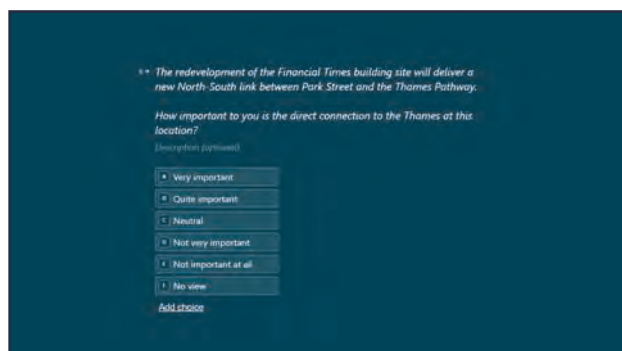 The redevelopment of the Financial Times building site will deliver a
new North-South link between Park Street and the Thames Pathway.
How important to you is the direct connection to the Thames at this
location?
Description (optional)
A Very important
B Quite important
C Neutral
D Not very important
E Not important at all
F No view
Add choice